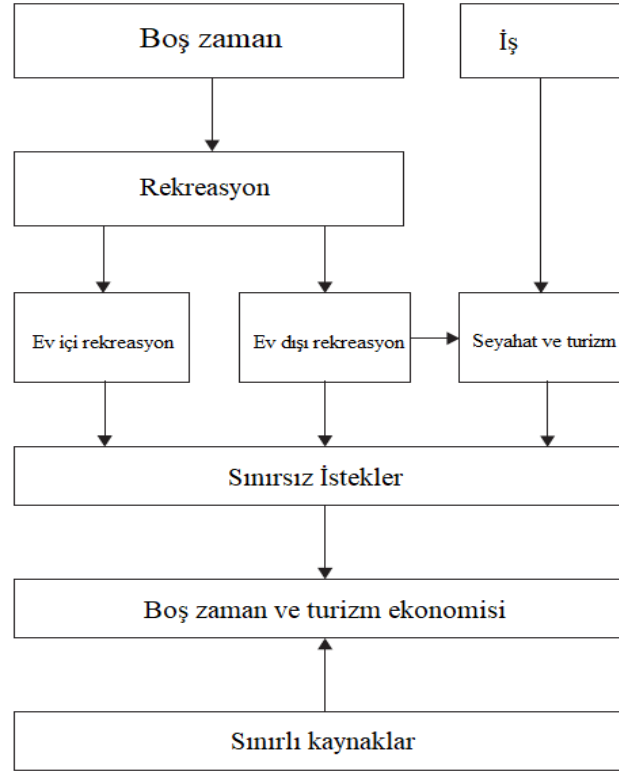 Boş zaman
İş
Rekreasyon
Ev içi rekreasyon
Ev dışı rekreasyon
Seyahat ve turizm
Sınırsız İstekler
Boş zaman ve turizm ekonomisi
Sınırlı kaynaklar